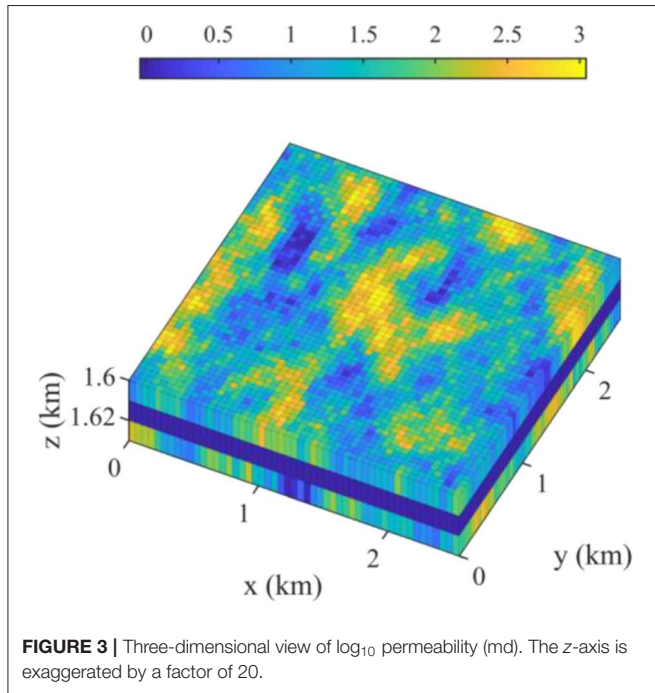 0 0.5 1 1.5 2 2.5 3
1.6
1.62
z (km)
0
1
2
x (km)
0
1
2
y (km)
FIGURE 3 | Three-dimensional view of log₁₀ permeability (md). The z-axis is
exaggerated by a factor of 20.